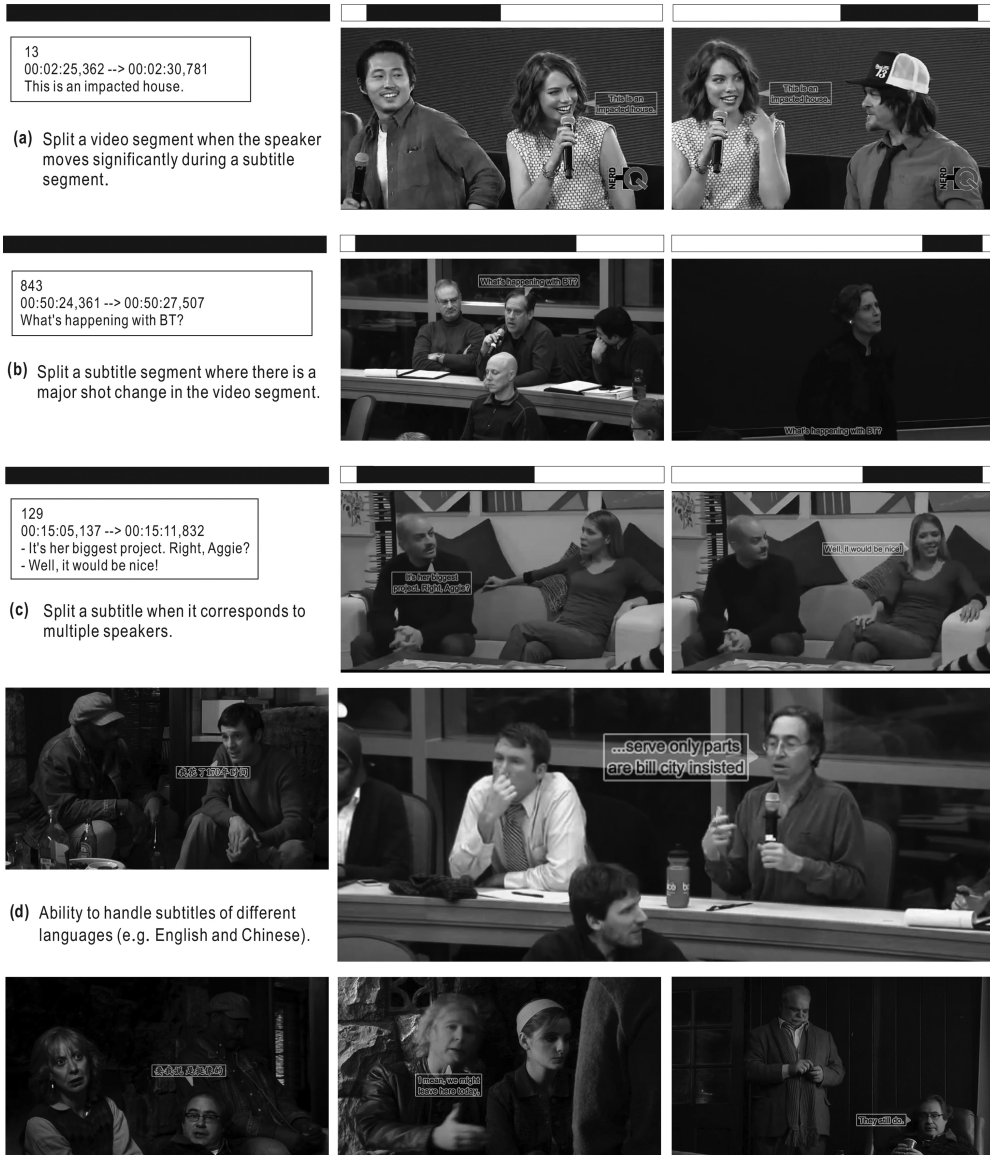 13
00:02:25,362 --> 00:02:30,781
This is an impacted house.
This is an
impacted house.
This is an
impacted house.
13
NERD
HQ
NERD
HQ
(a) Split a video segment when the speaker
moves significantly during a subtitle
segment.
843
00:50:24,361 --> 00:50:27,507
What's happening with BT?
What's happening with BT?
What's happening with BT?
(b) Split a subtitle segment where there is a
major shot change in the video segment.
129
00:15:05,137 --> 00:15:11,832
- It's her biggest project. Right, Aggie?
- Well, it would be nice!
It's her biggest
project. Right, Aggie?
Well, it would be nice!
(c) Split a subtitle when it corresponds to
multiple speakers.
...serve only parts
are bill city insisted
(d) Ability to handle subtitles of different
languages (e.g. English and Chinese).
I mean, we might
leave here today,
They still do.